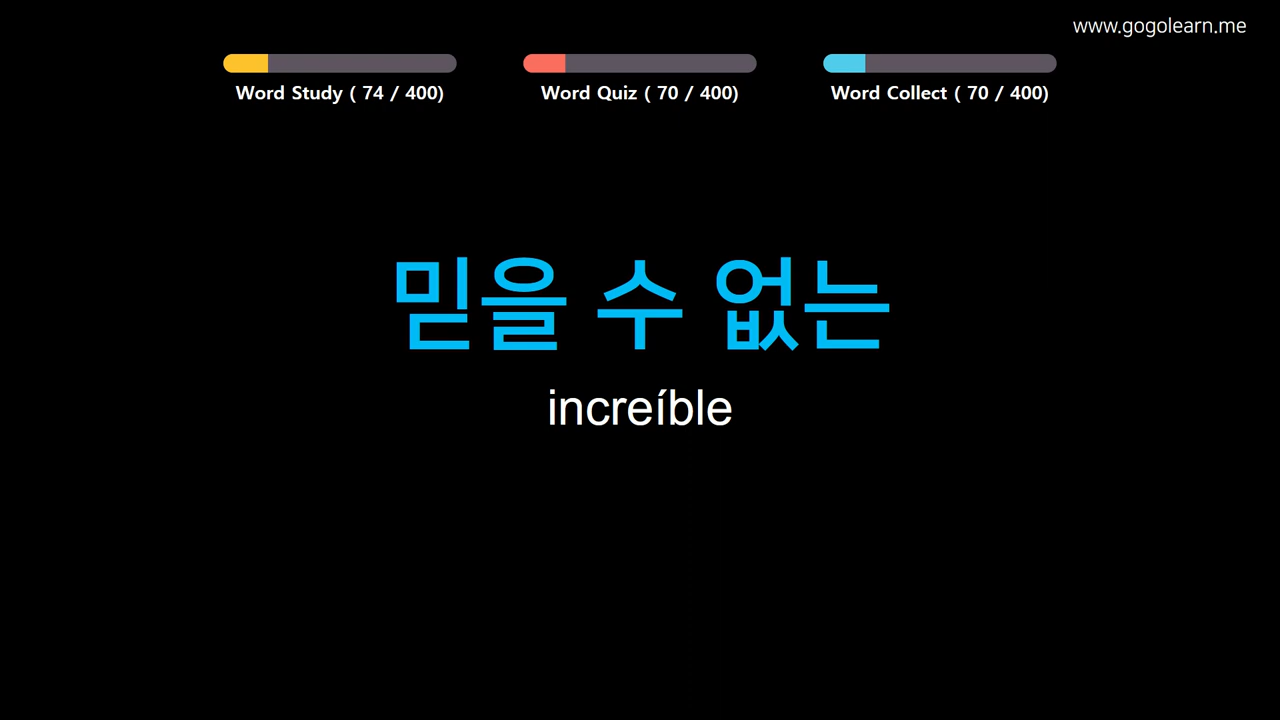 www.gogolearn.me
Word Study ( 74 / 400)
Word Quiz ( 70 / 400)
Word Collect ( 70 / 400)
믿을 수 없는
increíble